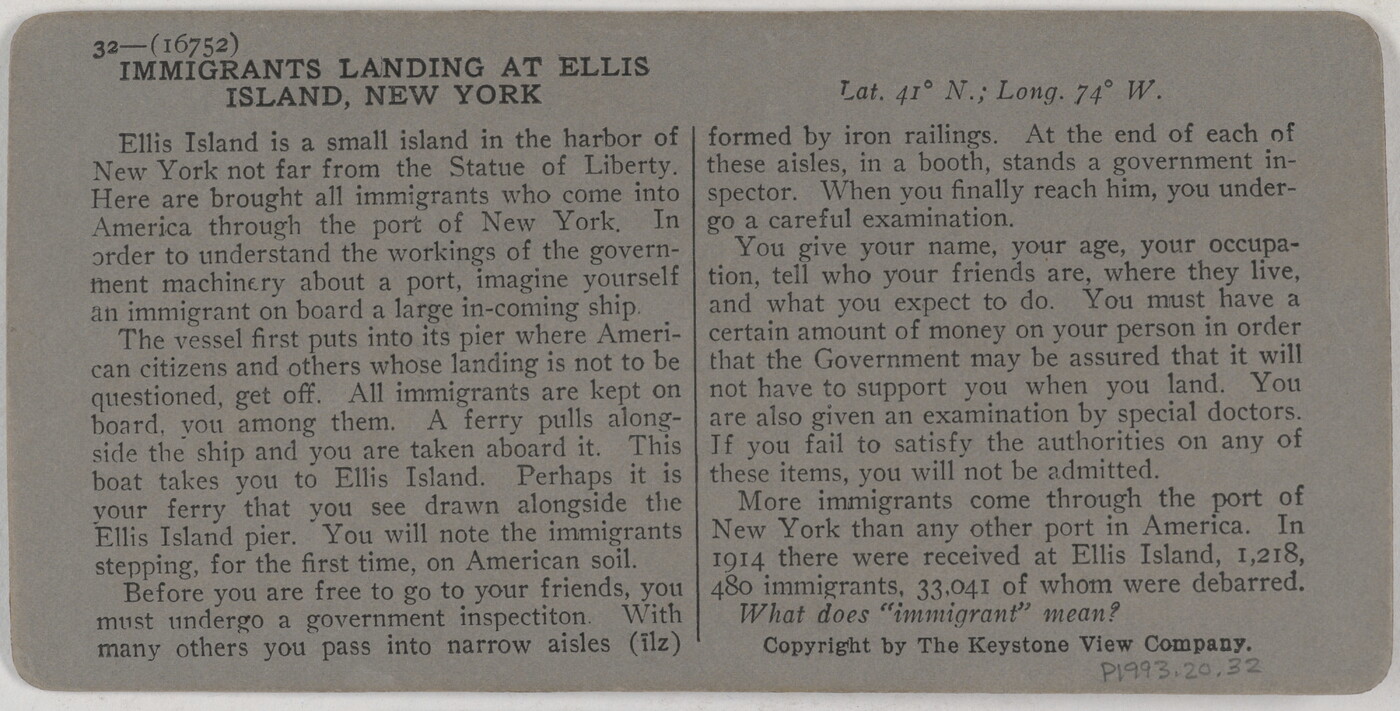 32—(16752)
IMMIGRANTS LANDING AT ELLIS
ISLAND, NEW YORK
Ellis Island is a small island in the harbor of
New York not far from the Statue of Liberty.
Here are brought all immigrants who come into
America through the port of New York. In
order to understand the workings of the govern-
ment machinery about a port, imagine yourself
an immigrant on board a large in-coming ship.
The vessel first puts into its pier where Ameri-
can citizens and others whose landing is not to be
questioned, get off. All immigrants are kept on
board, you among them. A ferry pulls along-
side the ship and you are taken aboard it. This
boat takes you to Ellis Island. Perhaps it is
your ferry that you see drawn alongside the
Ellis Island pier. You will note the immigrants
stepping, for the first time, on American soil.
Before you are free to go to your friends, you
must undergo a government inspectiton. With
many others you pass into narrow aisles (īlz)
Lat. 41° N.; Long. 74° W.
formed by iron railings. At the end of each of
these aisles, in a booth, stands a government in-
spector. When you finally reach him, you under-
go a careful examination.
You give your name, your age, your occupa-
tion, tell who your friends are, where they live,
and what you expect to do. You must have a
certain amount of money on your person in order
that the Government may be assured that it will
not have to support you when you land. You
are also given an examination by special doctors.
If you fail to satisfy the authorities on any of
these items, you will not be admitted.
More immigrants come through the port of
New York than any other port in America. In
1914 there were received at Ellis Island, 1,218,
480 immigrants, 33,041 of whom were debarred.
What does "immigrant" mean?
Copyright by The Keystone View Company.
P1993.20.32